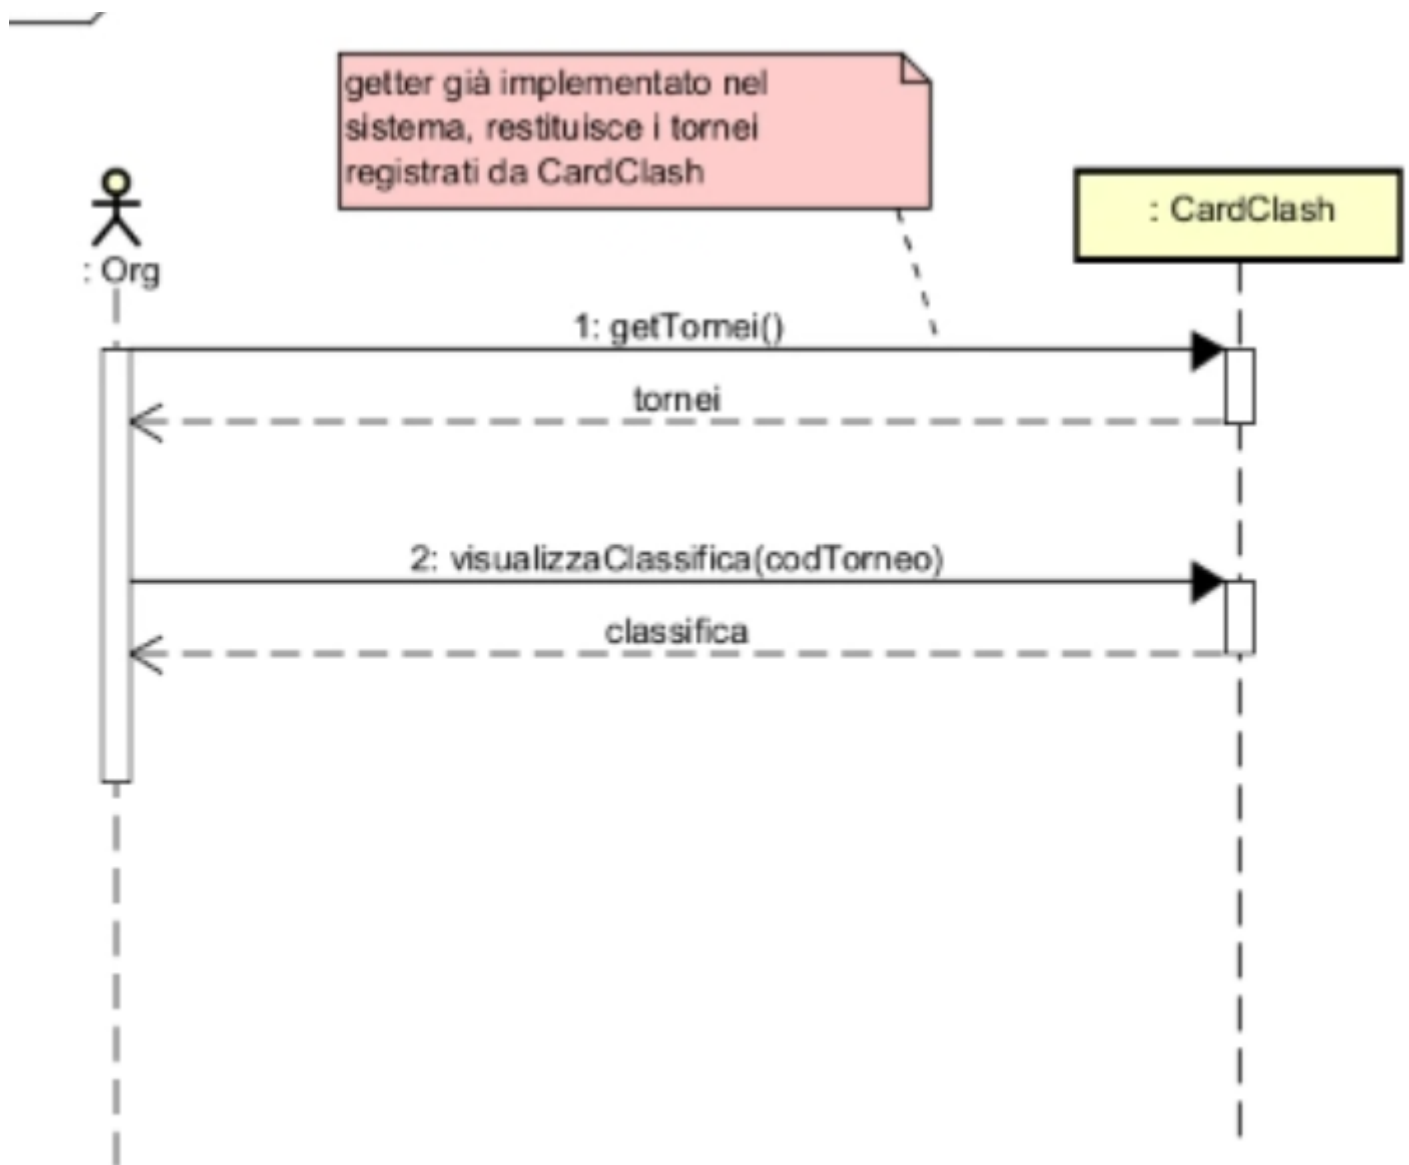 getter già implementato nel
sistema, restituisce i tornei
registrati da CardClash
: CardClash
: Org
1: getTornei()
tornei
2: visualizzaClassifica(codTorneo)
classifica